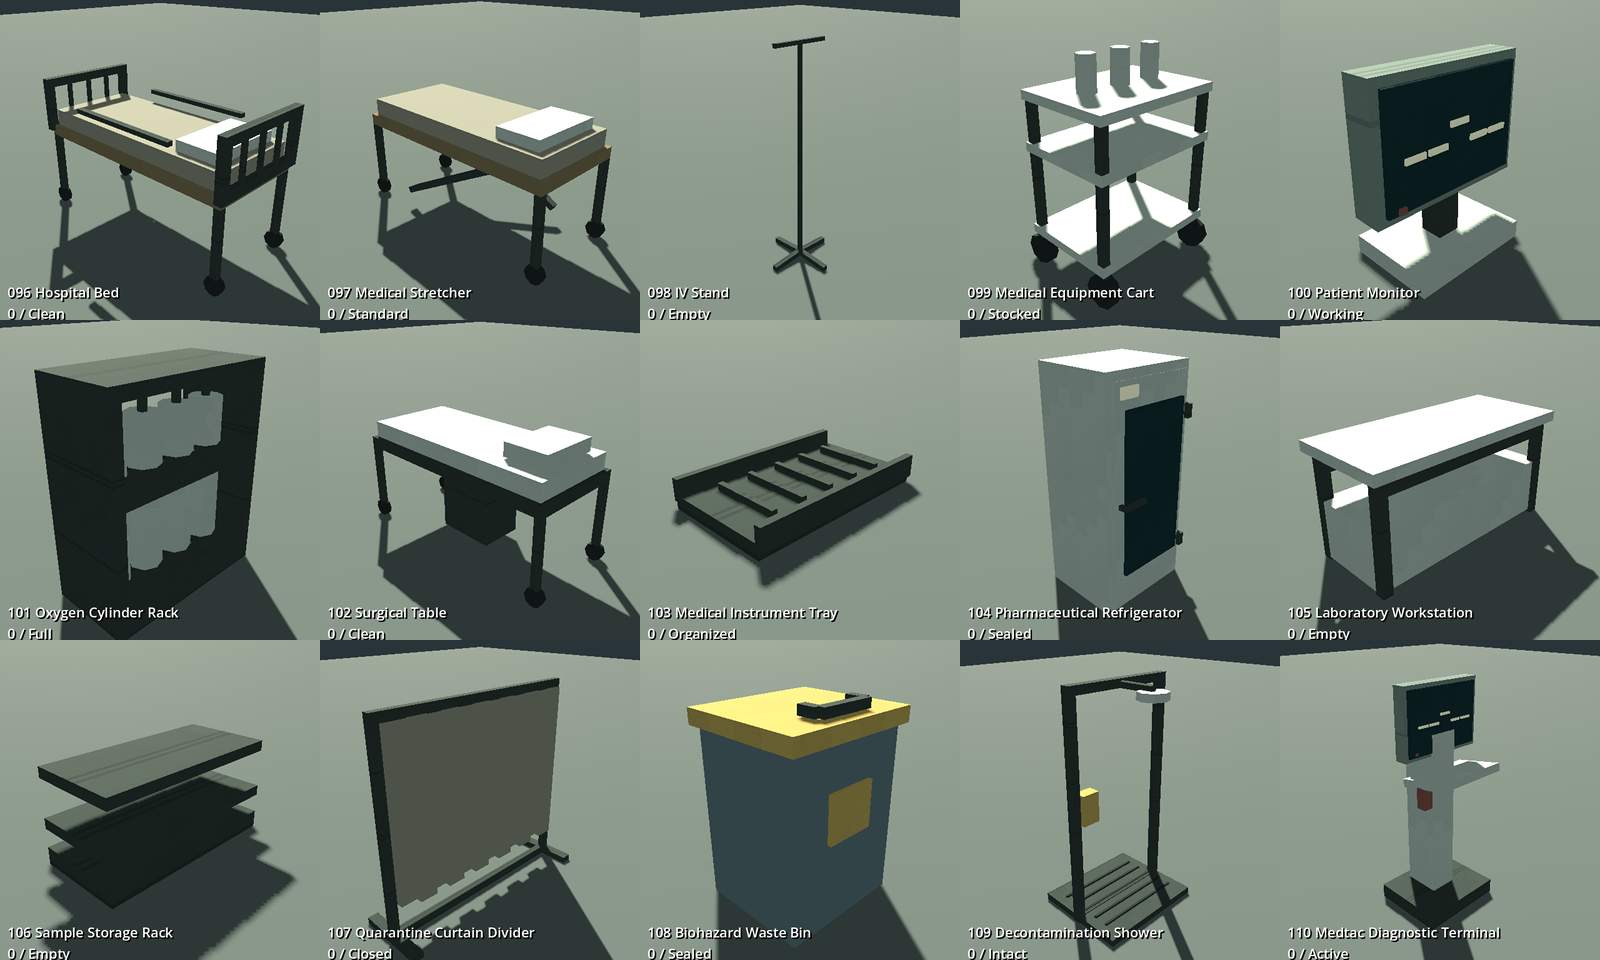 096 Hospital Bed
0 / Clean
097 Medical Stretcher
0 / Standard
098 IV Stand
0 / Empty
099 Medical Equipment Cart
0 / Stocked
100 Patient Monitor
0 / Working
101 Oxygen Cylinder Rack
0 / Full
102 Surgical Table
0 / Clean
103 Medical Instrument Tray
0 / Organized
104 Pharmaceutical Refrigerator
0 / Sealed
105 Laboratory Workstation
0 / Empty
106 Sample Storage Rack
0 / Empty
107 Quarantine Curtain Divider
0 / Closed
108 Biohazard Waste Bin
0 / Sealed
109 Decontamination Shower
0 / Intact
110 Medtac Diagnostic Terminal
0 / Active